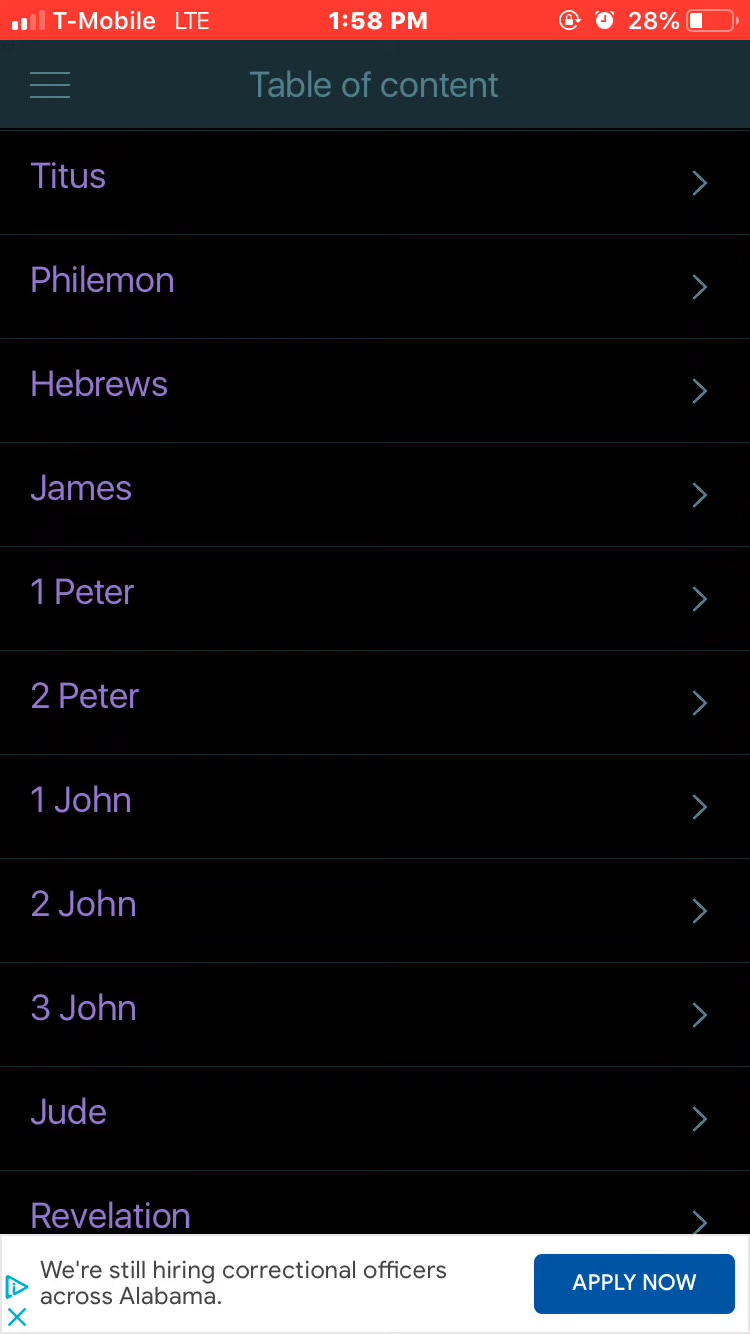 T-Mobile LTE 1:58 PM 28%
Table of content
Titus
Philemon
Hebrews
James
1 Peter
2 Peter
1 John
2 John
3 John
Jude
Revelation
We're still hiring correctional officers
across Alabama.
APPLY NOW